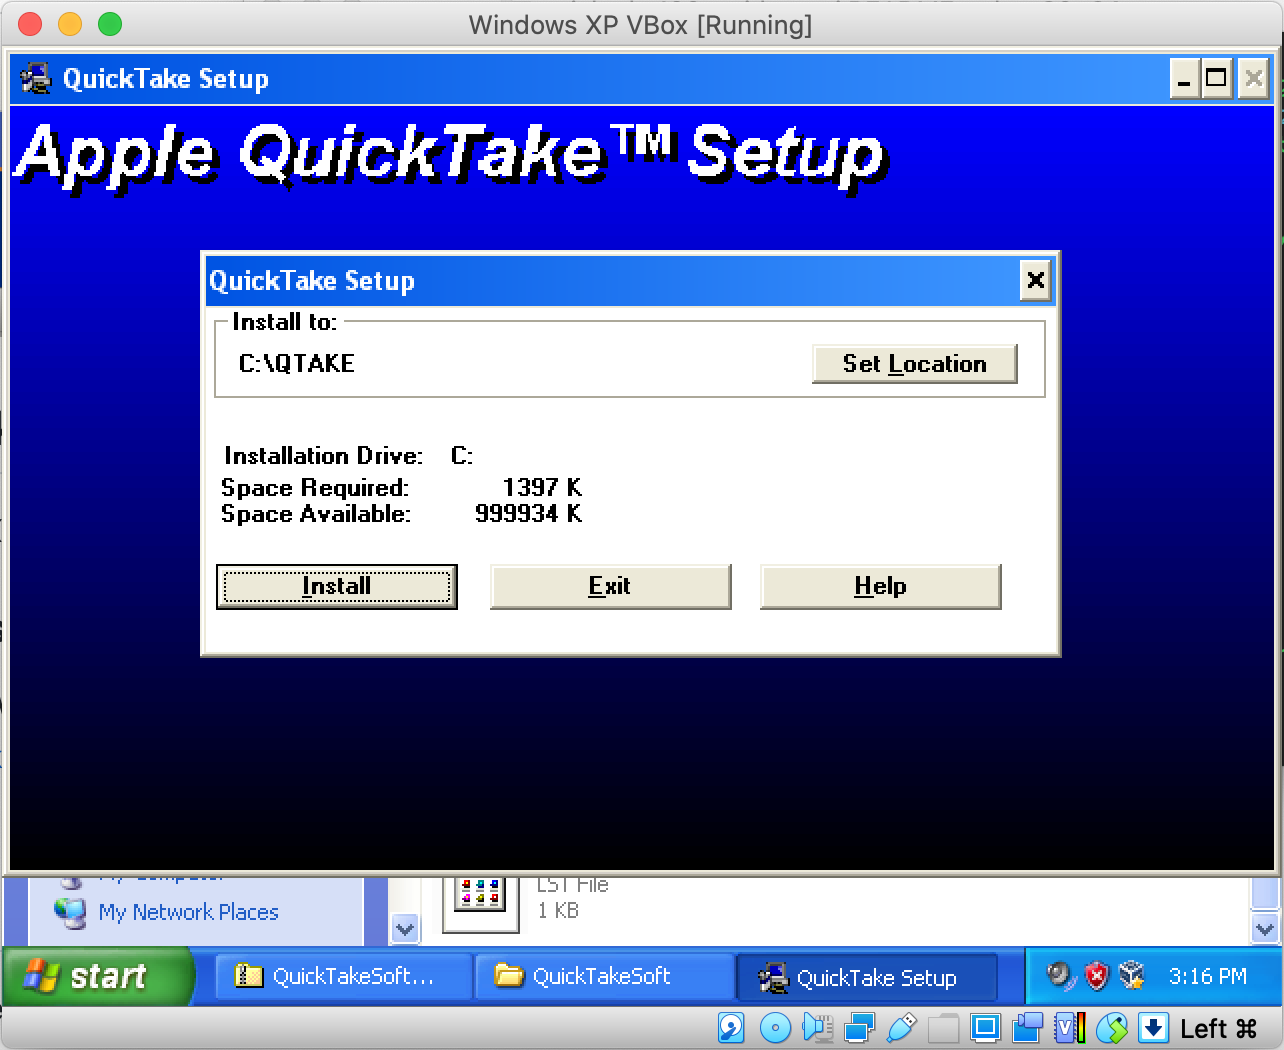 Windows XP VBox [Running]
QuickTake Setup
Apple QuickTake™ Setup
QuickTake Setup
Install to:
C:\QTAKE
Set Location
Installation Drive: C:
Space Required: 1397 K
Space Available: 999934 K
Install Exit Help
My Computer
LST File
My Network Places
1 KB
start
QuickTakeSoft...
QuickTakeSoft
QuickTake Setup
3:16 PM
Left ⌘